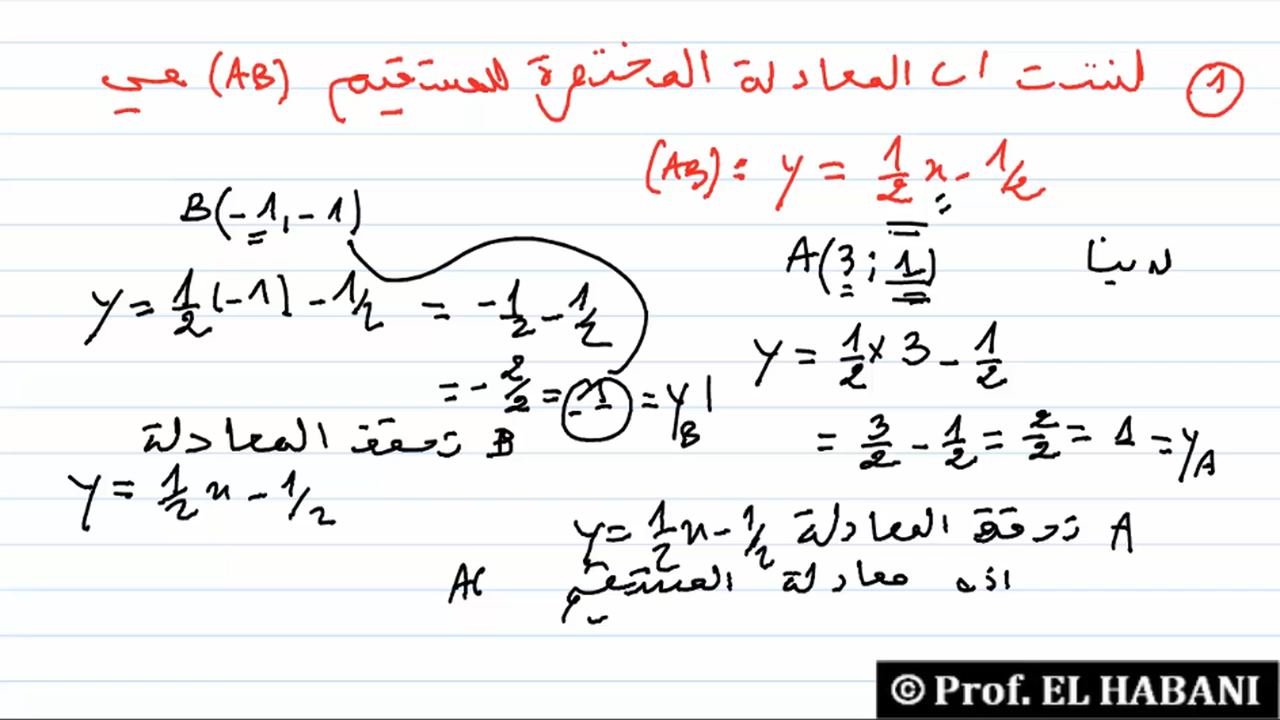 ① لنثبت ان المعادلة المختصرة للمستقيم (AB) هي
(AB): y = 1/2 x - 1/2
لدينا A(3; 1)
y = 1/2 × 3 - 1/2
= 3/2 - 1/2 = 2/2 = 1 = y_A
A تحقق المعادلة y = 1/2 x - 1/2
B(-1, -1)
y = 1/2 (-1) - 1/2 = -1/2 - 1/2
= -2/2 = -1 = y_B
B تحقق المعادلة
y = 1/2 x - 1/2
اذن معادلة المستقيم
© Prof. EL HABANI